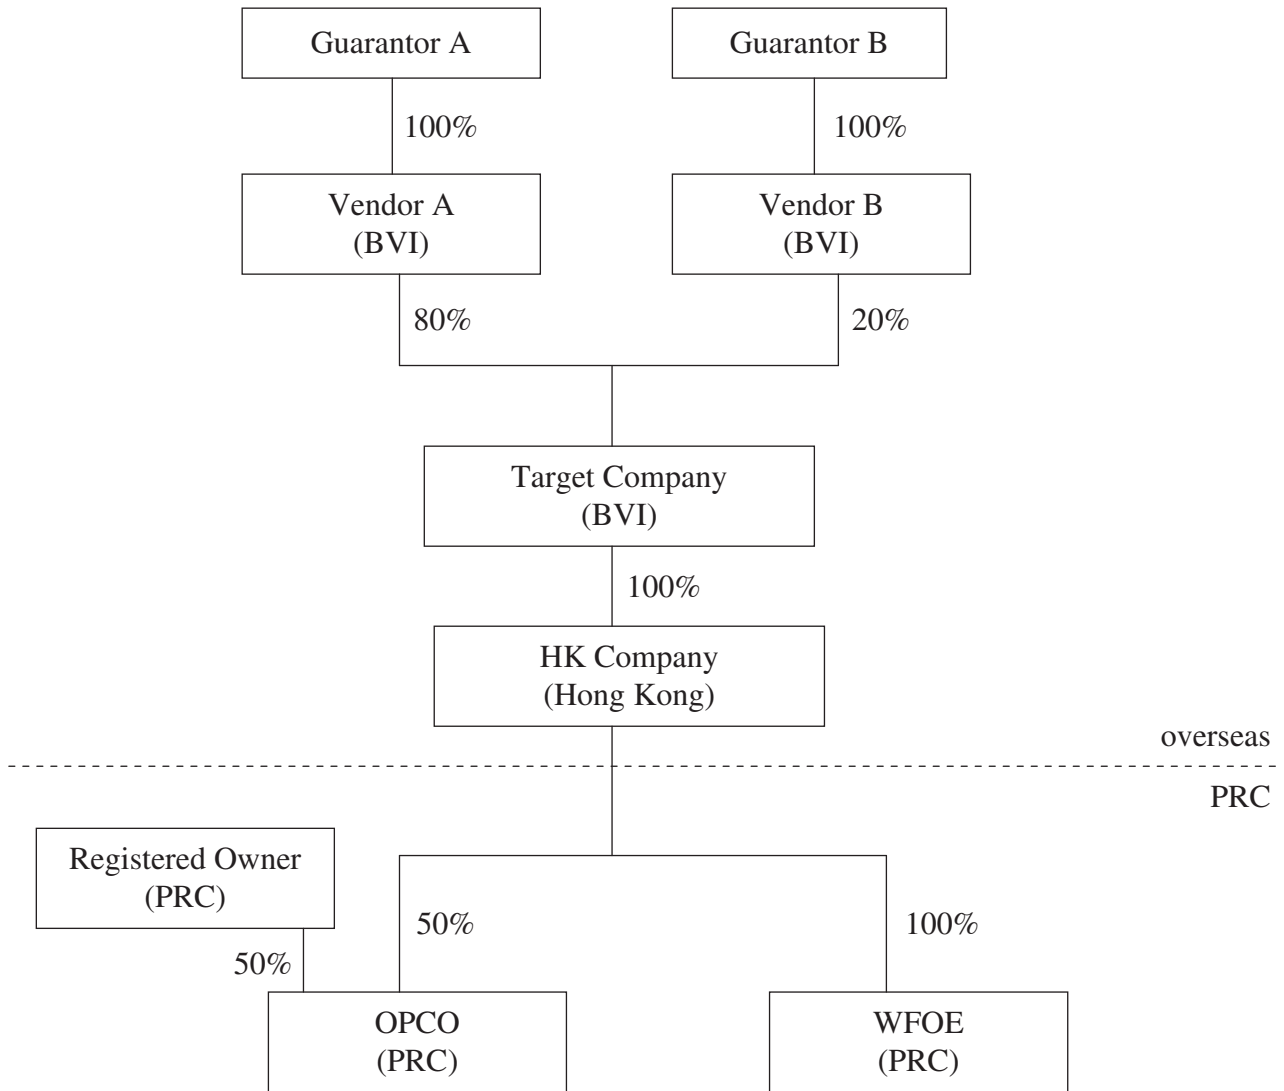 Guarantor A
Guarantor B
100%
100%
Vendor A
(BVI)
Vendor B
(BVI)
80%
20%
Target Company
(BVI)
100%
HK Company
(Hong Kong)
overseas
PRC
Registered Owner
(PRC)
50%
100%
50%
OPCO
(PRC)
WFOE
(PRC)